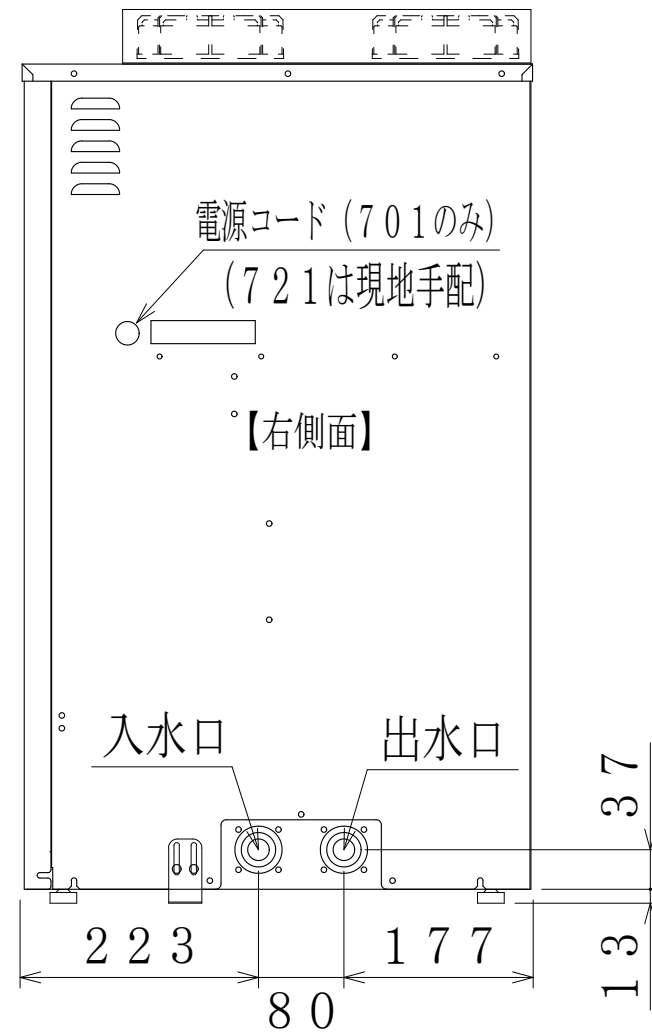 電源コード（７０１のみ）
（７２１は現地手配）
【右側面】
入水口
出水口
３７
２２３
１７７
１３
８０